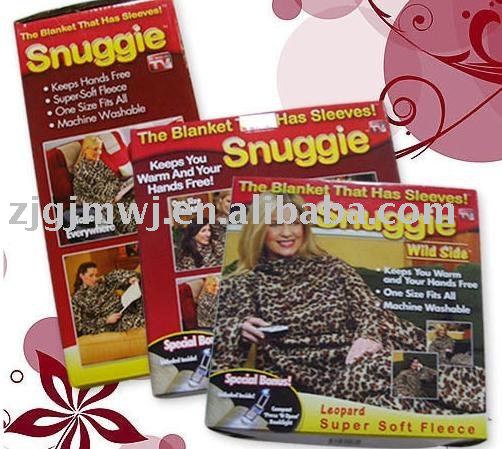 The Blanket That Has Sleeves!
Snuggie
• Keeps Hands Free
• Super-Soft Fleece
• One Size Fits All
• Machine Washable
Everywhere
The Blanket That Has Sleeves!
Snuggie
Keeps You
Warm And Your
Hands Free!
Special Bonus!
The Blanket That Has Sleeves!
Snuggie
Wild Side
• Keeps You Warm
and Your Hands Free
• One Size Fits All
• Machine Washable
Special Bonus!
Leopard
Super Soft Fleece
zjgjmwj.en.alibaba.com